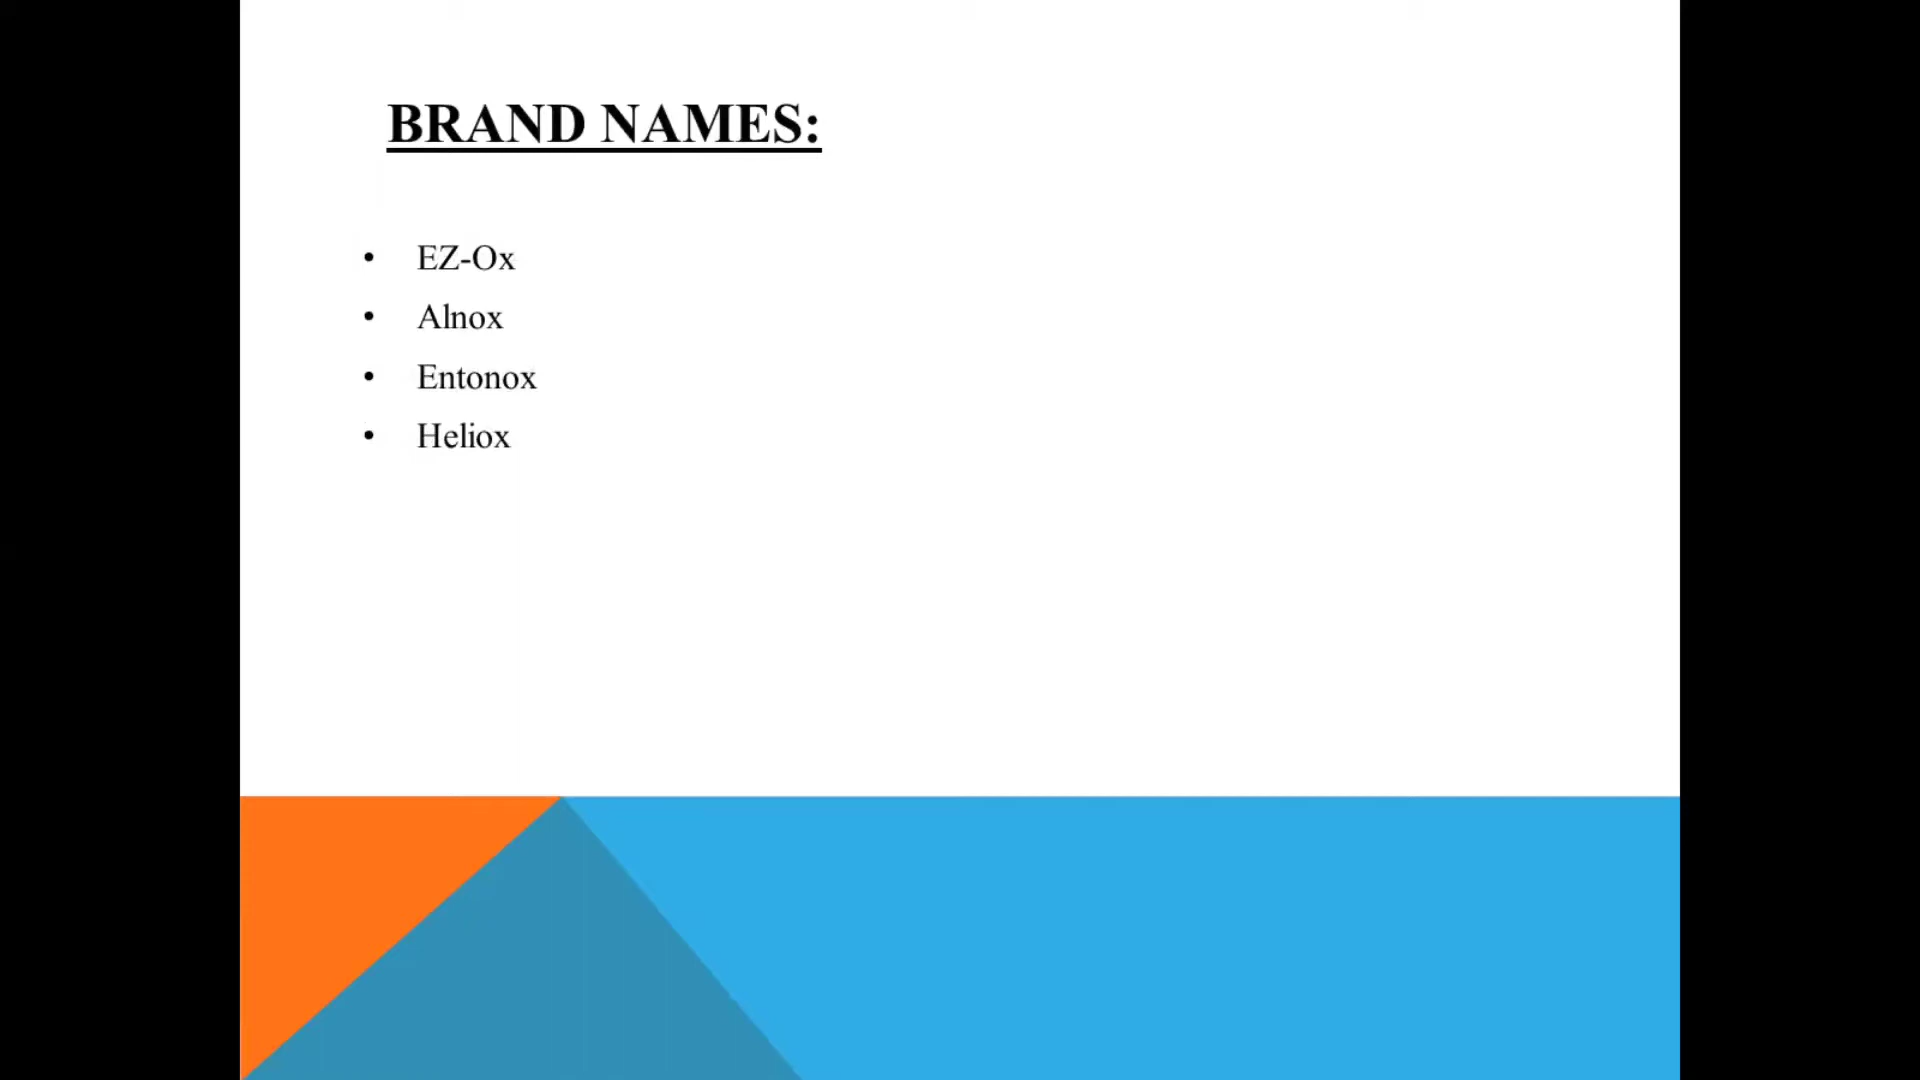 BRAND NAMES:
• EZ-Ox
• Alnox
• Entonox
• Heliox